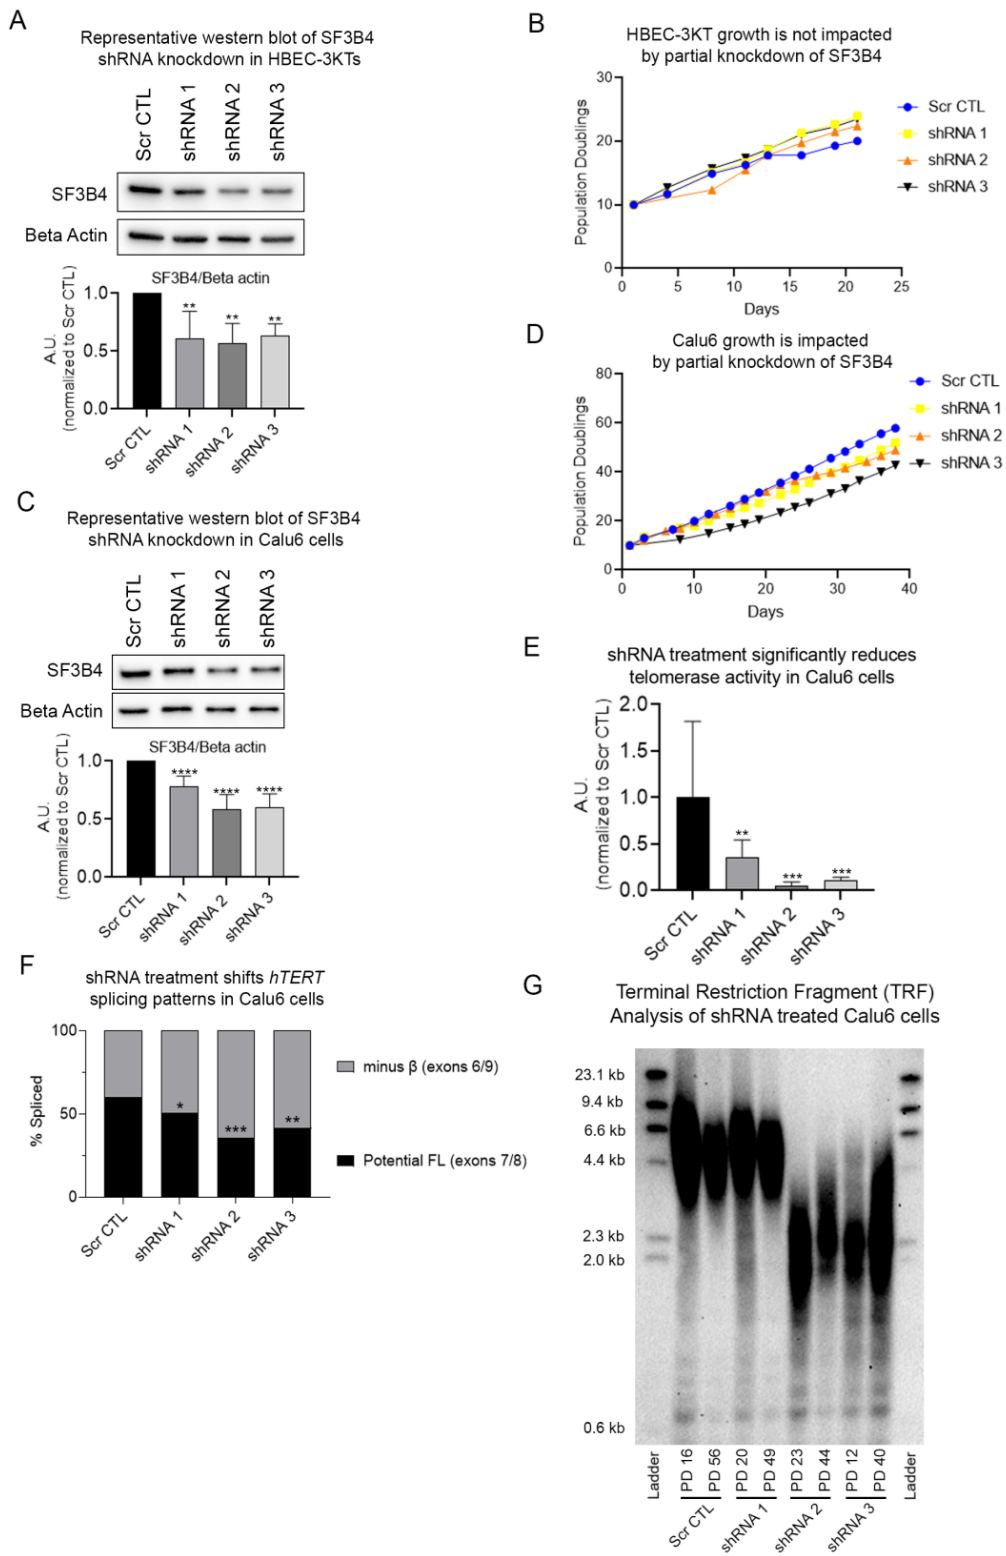 A
Representative western blot of SF3B4
shRNA knockdown in HBEC-3KTs
Scr CTL
shRNA 1
shRNA 2
shRNA 3
SF3B4
Beta Actin
SF3B4/Beta actin
A.U.
(normalized to Scr CTL)
1.0
0.5
0.0
**
**
**
Scr CTL
shRNA 1
shRNA 2
shRNA 3
B
HBEC-3KT growth is not impacted
by partial knockdown of SF3B4
Population Doublings
30
20
10
0
0 5 10 15 20 25
Days
Scr CTL
shRNA 1
shRNA 2
shRNA 3
C
Representative western blot of SF3B4
shRNA knockdown in Calu6 cells
Scr CTL
shRNA 1
shRNA 2
shRNA 3
SF3B4
Beta Actin
SF3B4/Beta actin
A.U.
(normalized to Scr CTL)
1.0
0.5
0.0
****
****
****
Scr CTL
shRNA 1
shRNA 2
shRNA 3
D
Calu6 growth is impacted
by partial knockdown of SF3B4
Population Doublings
80
60
40
20
0
0 10 20 30 40
Days
Scr CTL
shRNA 1
shRNA 2
shRNA 3
E
shRNA treatment significantly reduces
telomerase activity in Calu6 cells
A.U.
(normalized to Scr CTL)
2.0
1.5
1.0
0.5
0.0
**
***
***
Scr CTL
shRNA 1
shRNA 2
shRNA 3
F
shRNA treatment shifts hTERT
splicing patterns in Calu6 cells
% Spliced
100
50
0
*
***
**
Scr CTL
shRNA 1
shRNA 2
shRNA 3
minus β (exons 6/9)
Potential FL (exons 7/8)
G
Terminal Restriction Fragment (TRF)
Analysis of shRNA treated Calu6 cells
23.1 kb
9.4 kb
6.6 kb
4.4 kb
2.3 kb
2.0 kb
0.6 kb
Ladder
PD 16
PD 56
PD 20
PD 49
PD 23
PD 44
PD 12
PD 40
Ladder
Scr CTL
shRNA 1
shRNA 2
shRNA 3